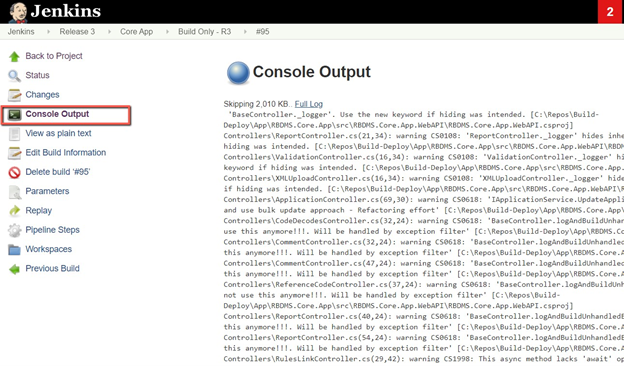 Jenkins
2
Jenkins Release 3 Core App Build Only - R3 #95
Back to Project
Status
Changes
Console Output
View as plain text
Edit Build Information
Delete build '#95'
Parameters
Replay
Pipeline Steps
Workspaces
Previous Build
Console Output
Skipping 2,010 KB.. Full Log
'BaseController._logger'. Use the new keyword if hiding was intended. [C:\Repos\Build-
Deploy\App\RBDMS.Core.App\src\RBDMS.Core.App.WebAPI\RBDMS.Core.App.WebAPI.csproj]
Controllers\ReportController.cs(21,34): warning CS0108: 'ReportController._logger' hides inhe
hiding was intended. [C:\Repos\Build-Deploy\App\RBDMS.Core.App\src\RBDMS.Core.App.WebAPI\RBDM
Controllers\ValidationController.cs(16,34): warning CS0108: 'ValidationController._logger' hi
keyword if hiding was intended. [C:\Repos\Build-Deploy\App\RBDMS.Core.App\src\RBDMS.Core.App.
Controllers\XMLUploadController.cs(16,34): warning CS0108: 'XMLUploadController._logger' hide
if hiding was intended. [C:\Repos\Build-Deploy\App\RBDMS.Core.App\src\RBDMS.Core.App.WebAPI\R
Controllers\ApplicationController.cs(69,30): warning CS0618: 'IApplicationService.UpdateAppli
and use bulk update approach - Refactoring effort' [C:\Repos\Build-Deploy\App\RBDMS.Core.App\
Controllers\CodeDecodesController.cs(32,24): warning CS0618: 'BaseController.logAndBuildUnhan
use this anymore!!!. Will be handled by exception filter' [C:\Repos\Build-Deploy\App\RBDMS.Co
Controllers\CommentController.cs(32,24): warning CS0618: 'BaseController.logAndBuildUnhandled
this anymore!!!. Will be handled by exception filter' [C:\Repos\Build-Deploy\App\RBDMS.Core.A
Controllers\CommentController.cs(47,24): warning CS0618: 'BaseController.logAndBuildUnhandled
this anymore!!!. Will be handled by exception filter' [C:\Repos\Build-Deploy\App\RBDMS.Core.A
Controllers\ReferenceCodeController.cs(37,24): warning CS0618: 'BaseController.logAndBuildUnh
not use this anymore!!!. Will be handled by exception filter' [C:\Repos\Build-
Deploy\App\RBDMS.Core.App\src\RBDMS.Core.App.WebAPI\RBDMS.Core.App.WebAPI.csproj]
Controllers\ReportController.cs(40,24): warning CS0618: 'BaseController.logAndBuildUnhandledE
this anymore!!!. Will be handled by exception filter' [C:\Repos\Build-Deploy\App\RBDMS.Core.A
Controllers\ReportController.cs(54,24): warning CS0618: 'BaseController.logAndBuildUnhandledE
this anymore!!!. Will be handled by exception filter' [C:\Repos\Build-Deploy\App\RBDMS.Core.A
Controllers\RulesLinkController.cs(29,42): warning CS1998: This async method lacks 'await' op